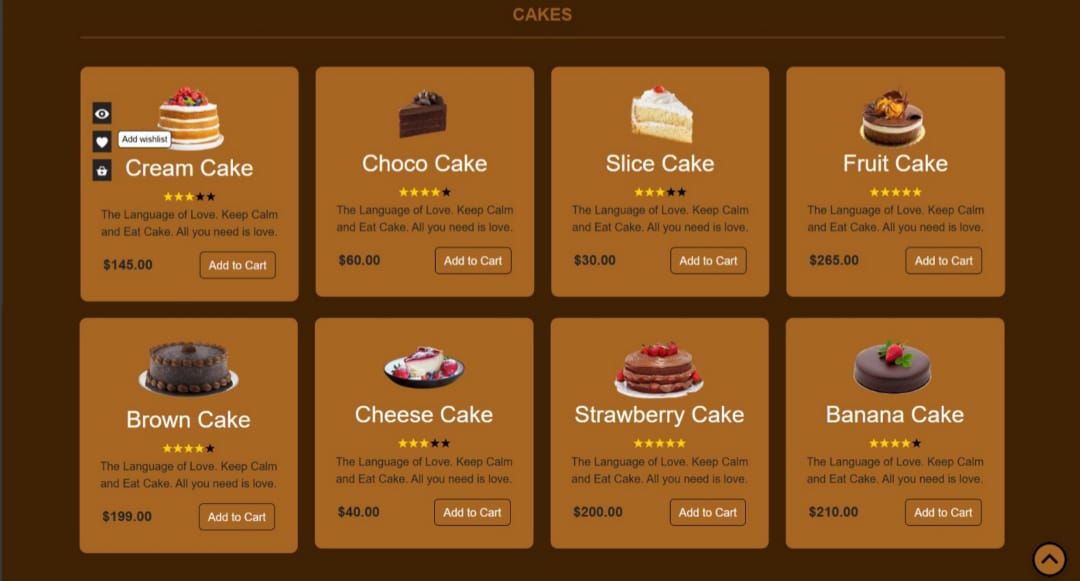 CAKES
Add wishlist
Cream Cake
The Language of Love. Keep Calm
and Eat Cake. All you need is love.
$145.00
Add to Cart
Choco Cake
The Language of Love. Keep Calm
and Eat Cake. All you need is love.
$60.00
Add to Cart
Slice Cake
The Language of Love. Keep Calm
and Eat Cake. All you need is love.
$30.00
Add to Cart
Fruit Cake
The Language of Love. Keep Calm
and Eat Cake. All you need is love.
$265.00
Add to Cart
Brown Cake
The Language of Love. Keep Calm
and Eat Cake. All you need is love.
$199.00
Add to Cart
Cheese Cake
The Language of Love. Keep Calm
and Eat Cake. All you need is love.
$40.00
Add to Cart
Strawberry Cake
The Language of Love. Keep Calm
and Eat Cake. All you need is love.
$200.00
Add to Cart
Banana Cake
The Language of Love. Keep Calm
and Eat Cake. All you need is love.
$210.00
Add to Cart